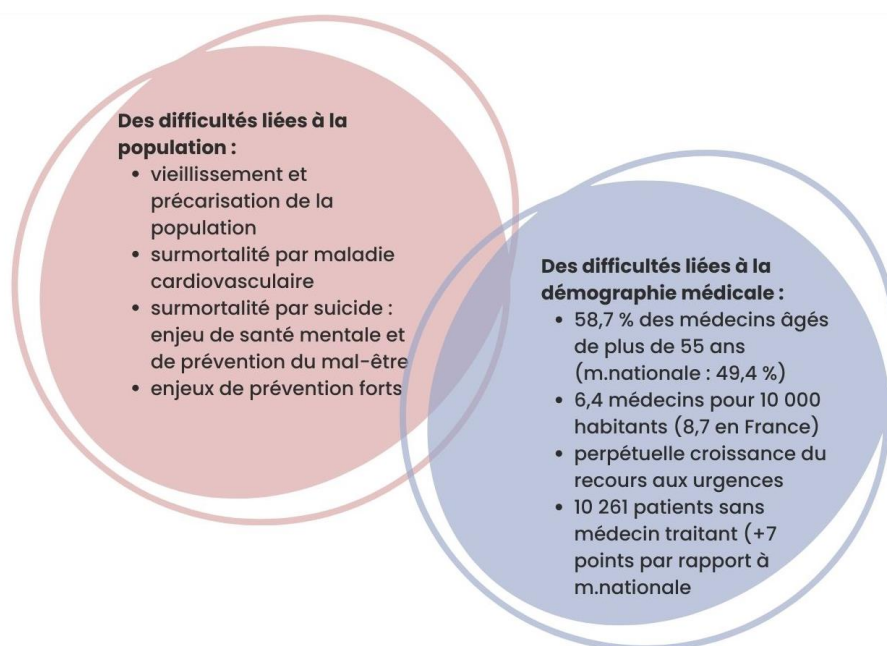 Des difficultés liées à la
population :
• vieillissement et
précarisation de la
population
• surmortalité par maladie
cardiovasculaire
• surmortalité par suicide :
enjeu de santé mentale et
de prévention du mal-être
• enjeux de prévention forts
Des difficultés liées à la
démographie médicale :
• 58,7 % des médecins âgés
de plus de 55 ans
(m.nationale : 49,4 %)
• 6,4 médecins pour 10 000
habitants (8,7 en France)
• perpétuelle croissance du
recours aux urgences
• 10 261 patients sans
médecin traitant (+7
points par rapport à
m.nationale